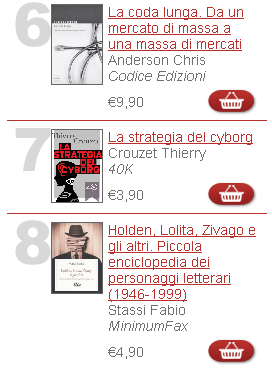 6
La coda lunga. Da un
mercato di massa a
una massa di mercati
Anderson Chris
Codice Edizioni
€9,90
7
Thierry
Crouzet
LA
STRATEGIA
DEL
CYBORG
La strategia del cyborg
Crouzet Thierry
40K
€3,90
8
Holden, Lolita, Zivago e
gli altri. Piccola
enciclopedia dei
personaggi letterari
(1946-1999)
Stassi Fabio
MinimumFax
€4,90